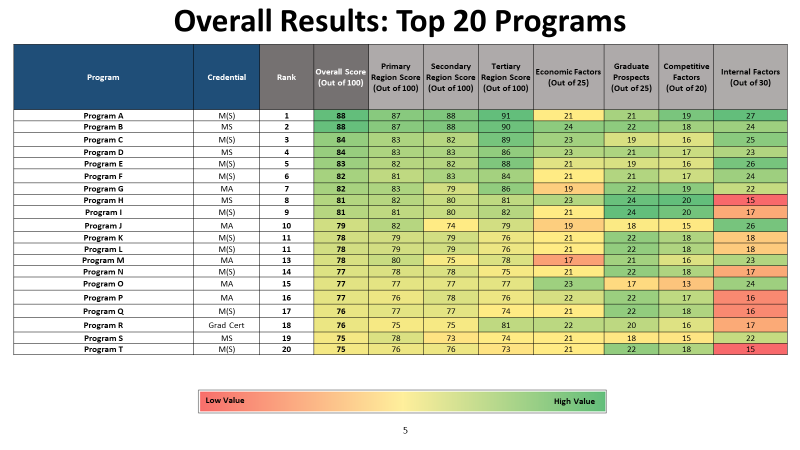 Overall Results: Top 20 Programs
Program Credential Rank Overall Score (Out of 100) Primary Region Score (Out of 100) Secondary Region Score (Out of 100) Tertiary Region Score (Out of 100) Economic Factors (Out of 25) Graduate Prospects (Out of 25) Competitive Factors (Out of 20) Internal Factors (Out of 30)
Program A M(S) 1 88 87 88 91 21 21 19 27
Program B MS 2 88 87 88 90 24 22 18 24
Program C M(S) 3 84 83 82 89 23 19 16 25
Program D MS 4 84 83 83 86 23 21 17 23
Program E M(S) 5 83 82 82 88 21 19 16 26
Program F M(S) 6 82 81 83 84 21 21 17 24
Program G MA 7 82 83 79 86 19 22 19 22
Program H MS 8 81 82 80 81 23 24 20 15
Program I M(S) 9 81 81 80 82 21 24 20 17
Program J MA 10 79 82 74 79 19 18 15 26
Program K M(S) 11 78 79 79 76 21 22 18 18
Program L M(S) 11 78 79 79 76 21 22 18 18
Program M MA 13 78 80 75 78 17 21 16 23
Program N M(S) 14 77 78 78 75 21 22 18 17
Program O MA 15 77 77 77 77 23 17 13 24
Program P MA 16 77 76 78 76 22 22 17 16
Program Q M(S) 17 76 77 77 74 21 22 18 16
Program R Grad Cert 18 76 75 75 81 22 20 16 17
Program S MS 19 75 78 73 74 21 18 15 22
Program T M(S) 20 75 76 76 73 21 22 18 15
Low Value High Value
5